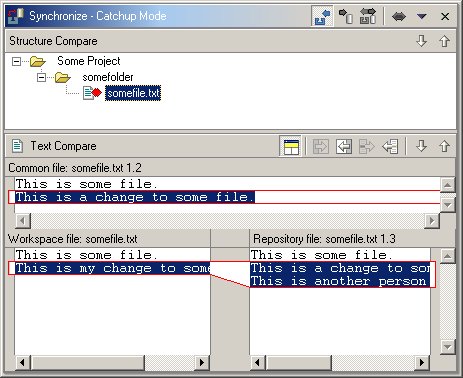 Synchronize - Catchup Mode
Structure Compare
Some Project
somefolder
somefile.txt
Text Compare
Common file: somefile.txt 1.2
This is some file.
This is a change to some file.
Workspace file: somefile.txt
Repository file: somefile.txt 1.3
This is some file.
This is my change to some
This is some file.
This is a change to
This is another person